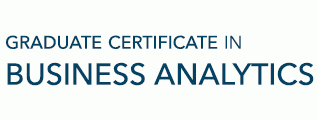 GRADUATE CERTIFICATE IN
BUSINESS ANALYTICS